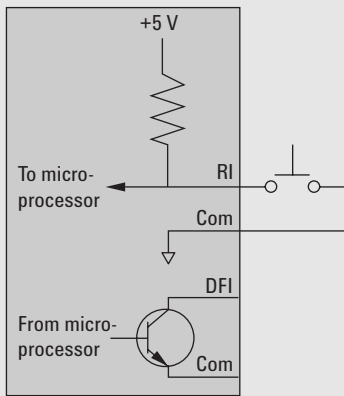 +5 V
To micro-
processor
RI
Com
DFI
From micro-
processor
Com